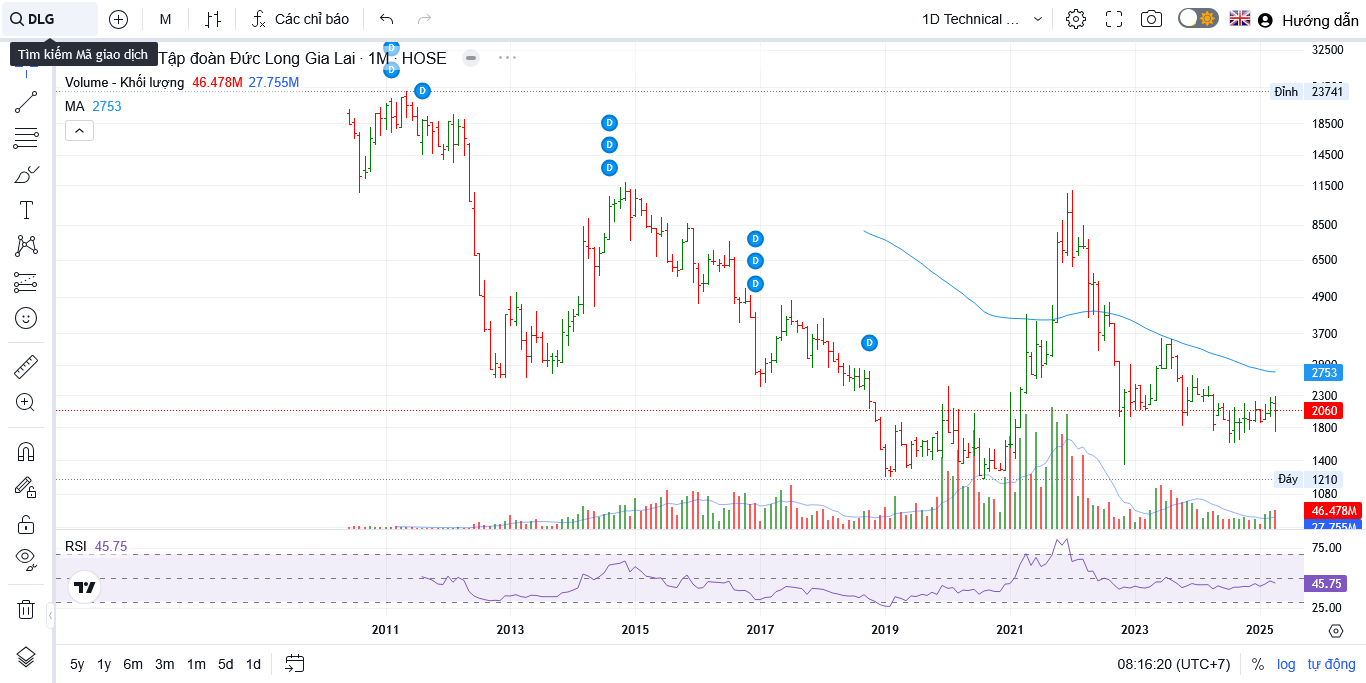 DLG
M
Các chỉ báo
1D Technical ...
Hướng dẫn
Tìm kiếm Mã giao dịch
Tập đoàn Đức Long Gia Lai · 1M · HOSE
Volume - Khối lượng 46.478M 27.755M
MA 2753
D
D
D
D
D
D
D
D
D
D
32500
Đỉnh 23741
18500
14500
11500
8500
6500
4900
3700
2900
2753
2300
2060
1800
1400
Đáy 1210
1080
46.478M
27.755M
RSI 45.75
75.00
45.75
25.00
2011 2013 2015 2017 2019 2021 2023 2025
5y 1y 6m 3m 1m 5d 1d
08:16:20 (UTC+7) % log tự động